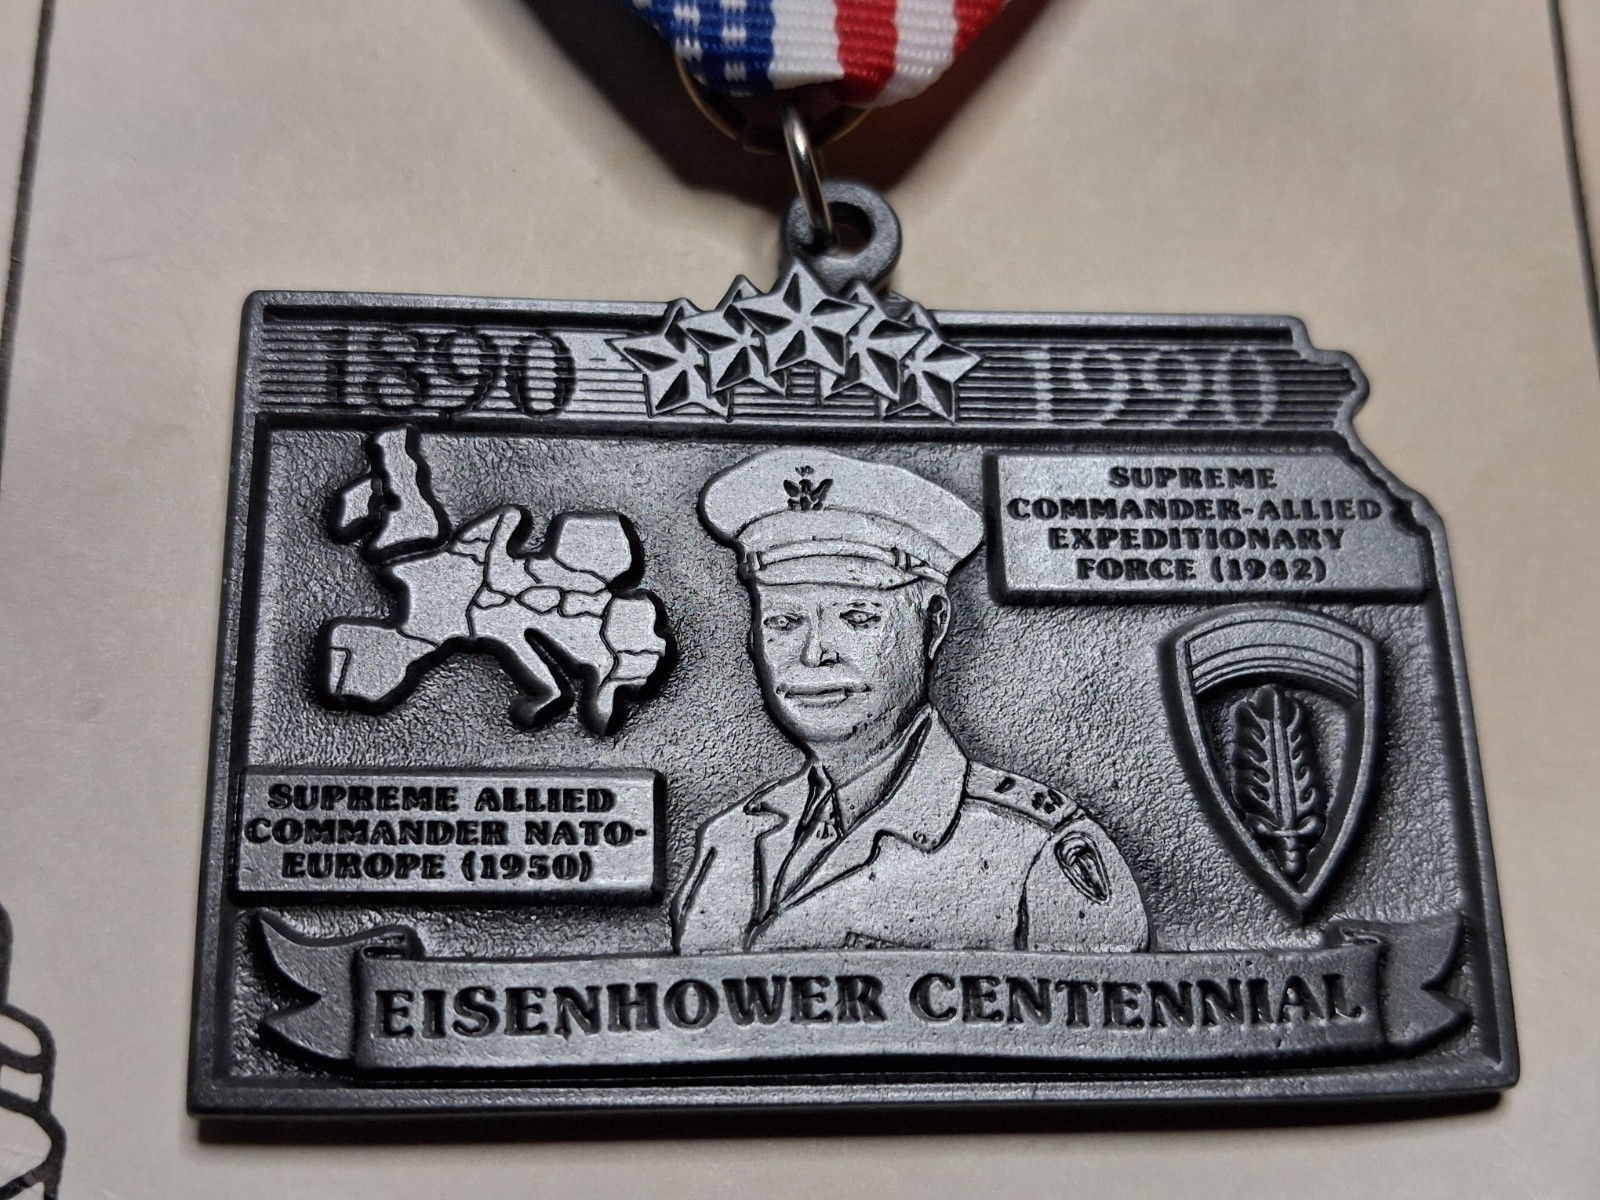 1890 1990
SUPREME
COMMANDER-ALLIED
EXPEDITIONARY
FORCE (1942)
SUPREME ALLIED
COMMANDER NATO-
EUROPE (1950)
EISENHOWER CENTENNIAL